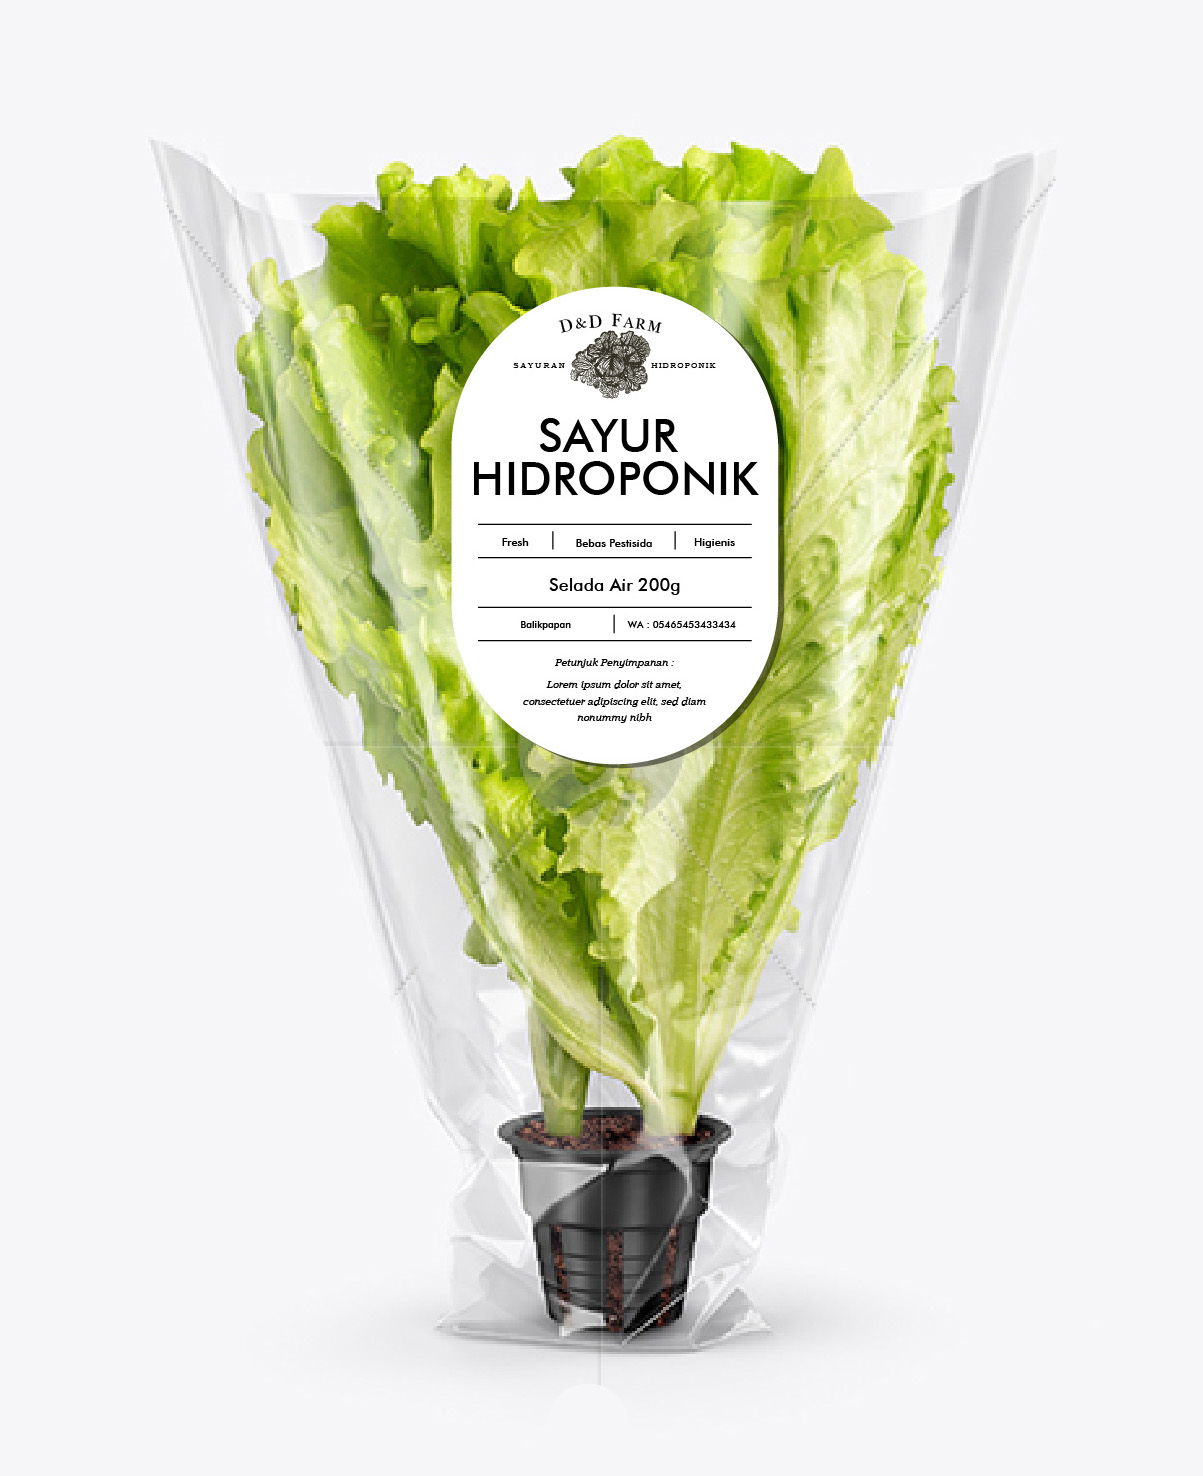 D&D FARM
SAYURAN HIDROPONIK
SAYUR
HIDROPONIK
Fresh | Bebas Pestisida | Higienis
Selada Air 200g
Balikpapan | WA : 05465453433434
Petunjuk Penyimpanan :
Lorem ipsum dolor sit amet,
consectetuer adipiscing elit, sed diam
nonummy nibh